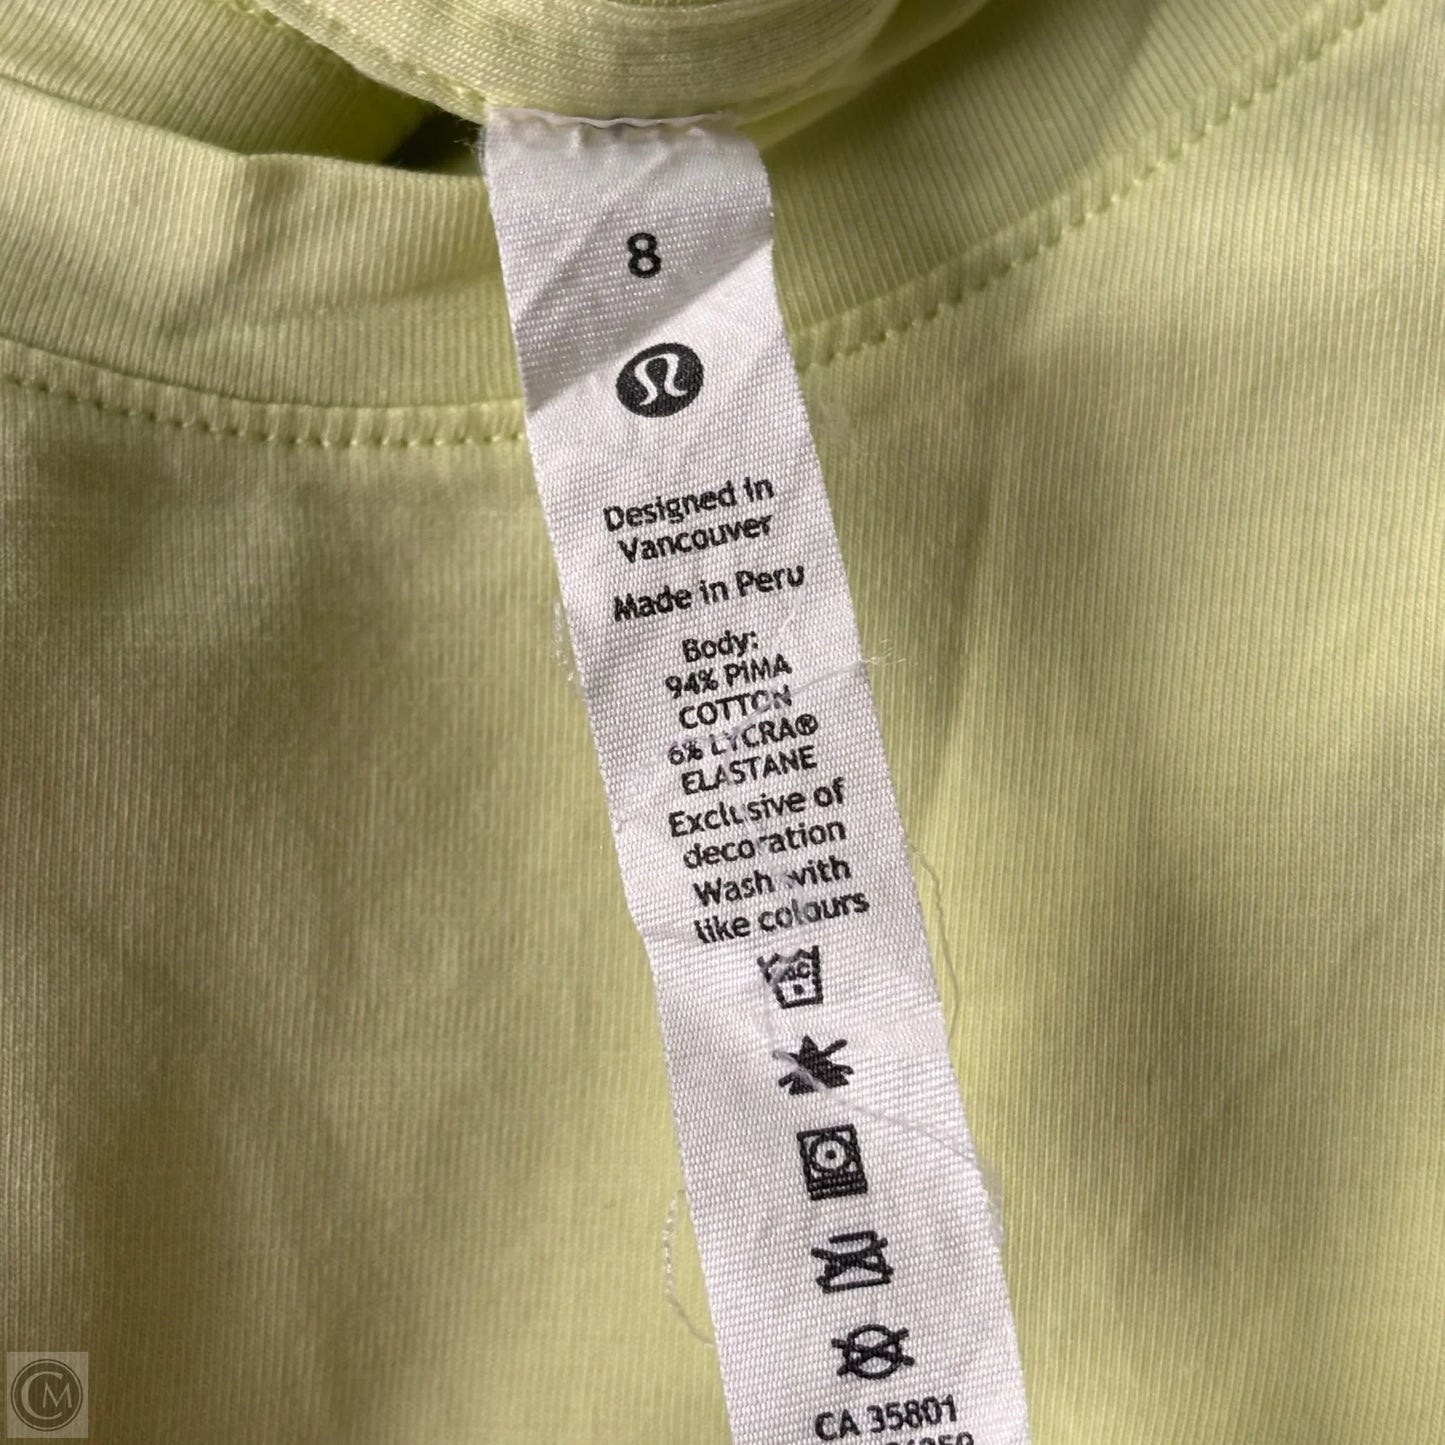 8
Designed in
Vancouver
Made in Peru
Body:
94% PIMA
COTTON
6% LYCRA®
ELASTANE
Exclusive of
decoration
Wash with
like colours
CA 35801
CM